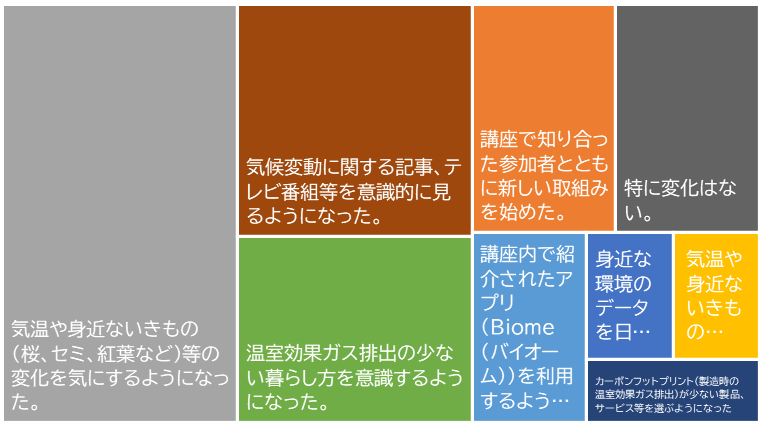 気温や身近ないきもの
（桜、セミ、紅葉など）等の
変化を気にするようになっ
た。
気候変動に関する記事、テ
レビ番組等を意識的に見
るようになった。
温室効果ガス排出の少な
い暮らし方を意識するよう
になった。
講座で知り合っ
た参加者ととも
に新しい取組み
を始めた。
特に変化はな
い。
講座内で紹
介されたア
プリ
（Biome
（バイオー
ム））を利用
するよう…
身近な
環境の
データ
を日…
気温や
身近な
いきも
の…
カーボンフットプリント（製造時の
温室効果ガス排出）が少ない製品、
サービス等を選ぶようになった